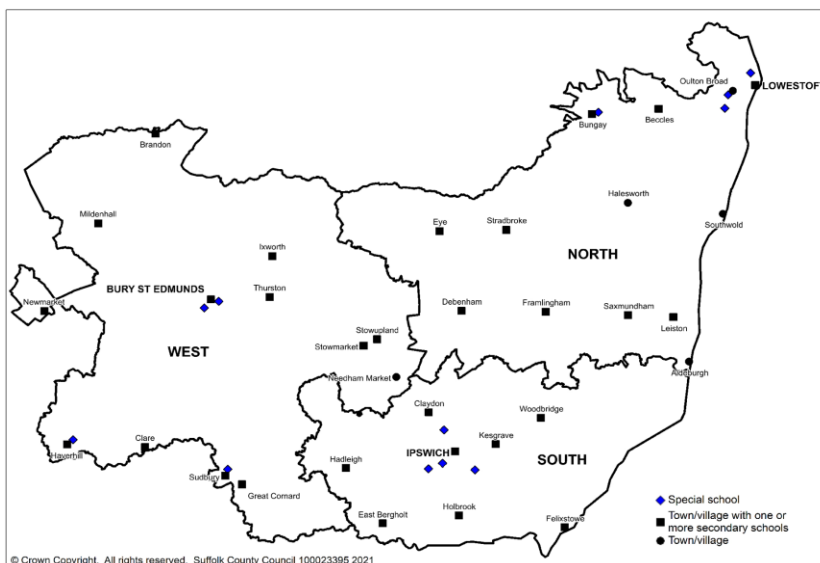 Oulton Broad
LOWESTOFT
Bungay
Beccles
Brandon
Mildenhall
Halesworth
Eye
Stradbroke
Southwold
Ixworth
NORTH
BURY ST EDMUNDS
Thurston
Newmarket
Debenham
Framlingham
Saxmundham
Leiston
Stowupland
Stowmarket
WEST
Needham Market
Aldeburgh
Claydon
Woodbridge
Haverhill
Clare
Kesgrave
IPSWICH
SOUTH
Hadleigh
Sudbury
Great Cornard
East Bergholt
Holbrook
Felixstowe
Special school
Town/village with one or
more secondary schools
Town/village
© Crown Copyright. All rights reserved. Suffolk County Council 100023395 2021